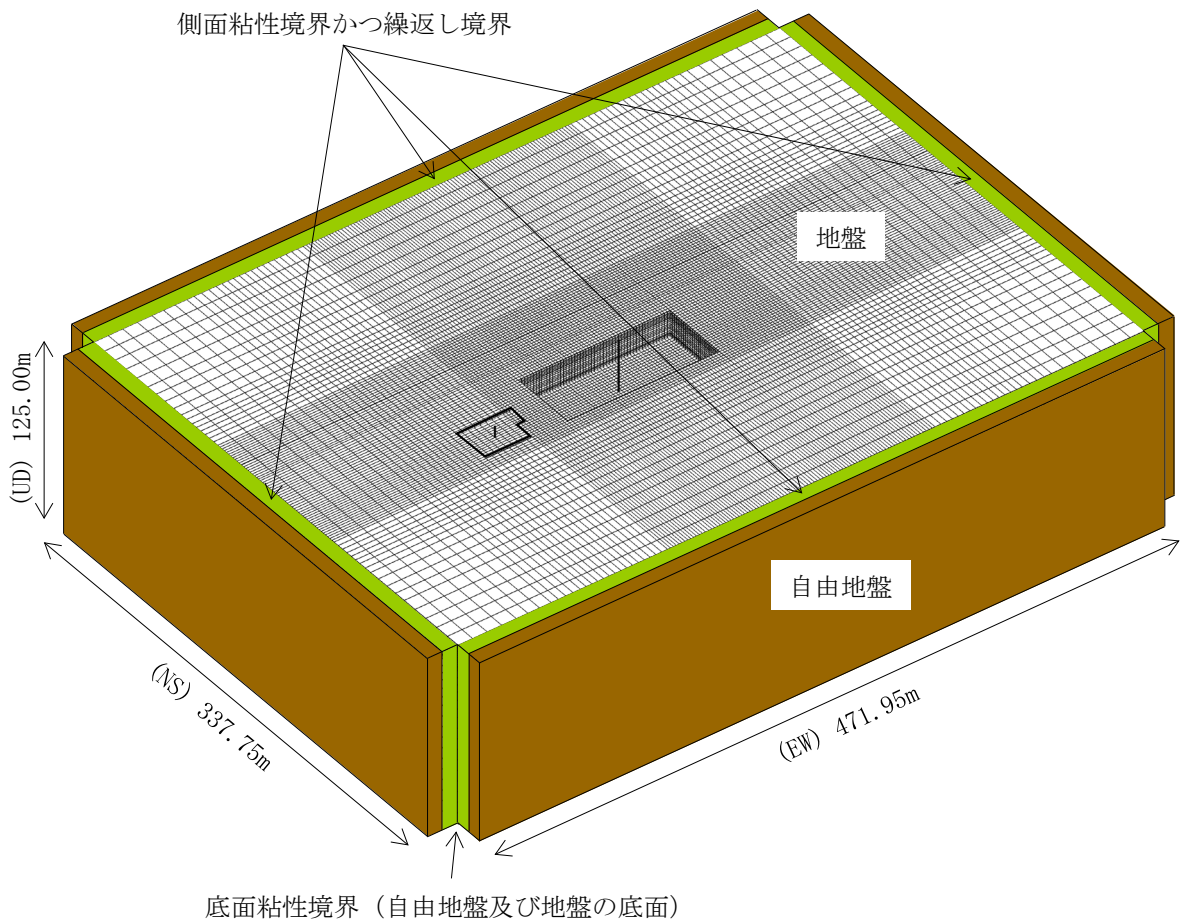 側面粘性境界かつ繰返し境界
地盤
(UD) 125.00m
自由地盤
(NS) 337.75m
(EW) 471.95m
底面粘性境界（自由地盤及び地盤の底面）